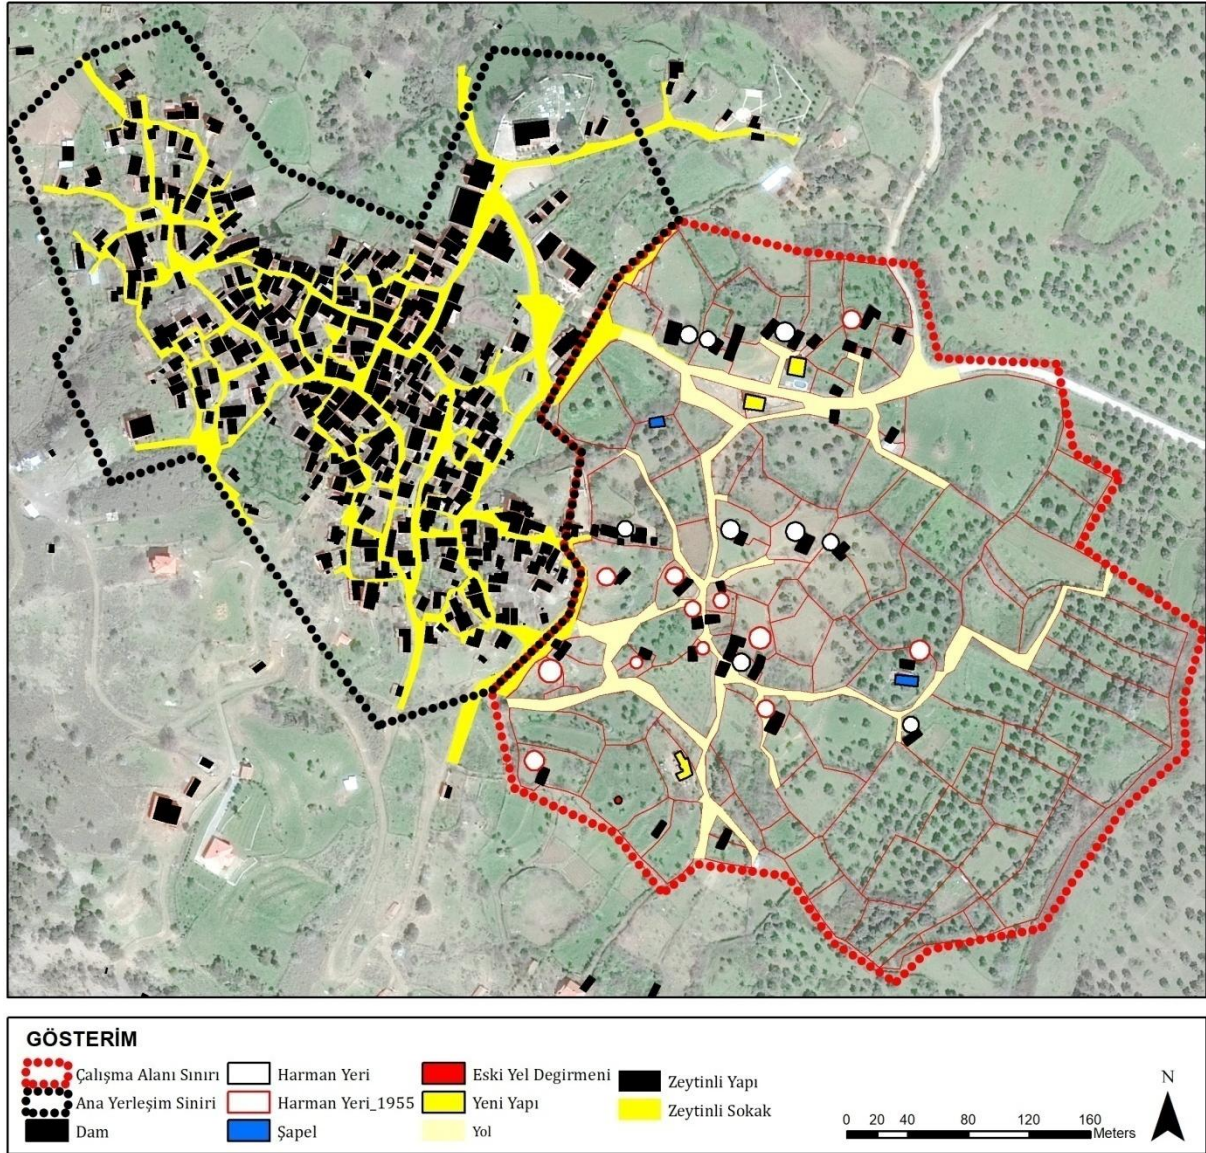 GÖSTERİM
Çalışma Alanı Sınırı
Harman Yeri
Eski Yel Degirmeni
Zeytinli Yapı
Ana Yerleşim Siniri
Harman Yeri_1955
Yeni Yapı
Zeytinli Sokak
Dam
Şapel
Yol
N
0 20 40 80 120 160
Meters